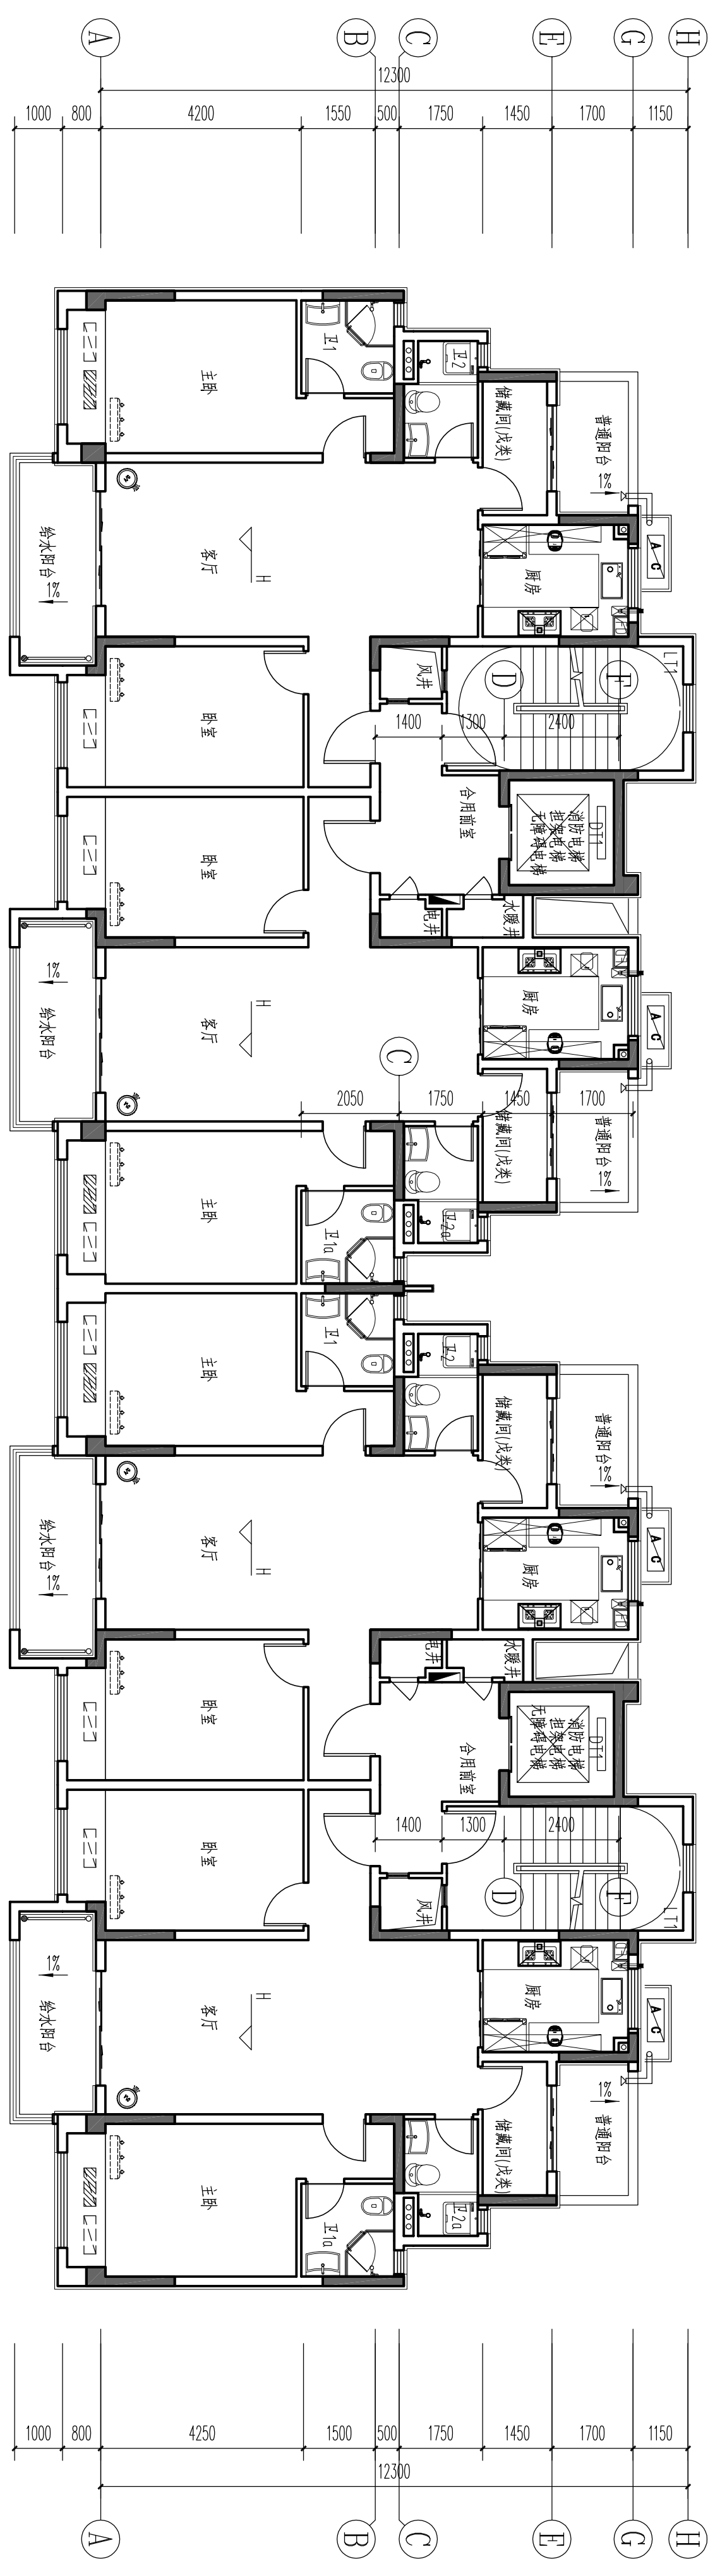 A
B
C
E
G
H
12300
1000
800
4200
1550
500
1750
1450
1700
1150
主卧
卫1
卫2
储藏间(戊类)
普通阳台
1%
给水阳台
1%
客厅
H
厨房
A/C
LT1
风井
D
F
1400
1300
2400
卧室
合用前室
DT1
消防电梯
担架电梯
无障碍电梯
卧室
电井
水暖井
1%
给水阳台
客厅
H
厨房
A/C
C
2050
1750
1450
1700
储藏间(戊类)
普通阳台
1%
主卧
卫1a
卫2a
主卧
卫1
卫2
储藏间(戊类)
普通阳台
1%
给水阳台
1%
客厅
H
厨房
A/C
电井
水暖井
卧室
合用前室
DT1
消防电梯
担架电梯
无障碍电梯
1400
1300
2400
卧室
风井
D
F
LT1
1%
给水阳台
客厅
H
厨房
A/C
1%
普通阳台
储藏间(戊类)
主卧
卫1a
卫2a
1000
800
4250
1500
500
1750
1450
1700
1150
12300
A
B
C
E
G
H